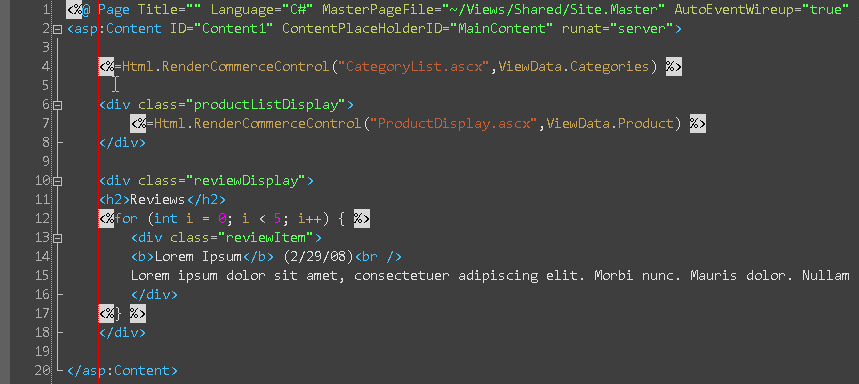 1 <%@ Page Title="" Language="C#" MasterPageFile="~/Views/Shared/Site.Master" AutoEventWireup="true"
2 <asp:Content ID="Content1" ContentPlaceHolderID="MainContent" runat="server">
3
4 <%=Html.RenderCommerceControl("CategoryList.ascx",ViewData.Categories) %>
5
6 <div class="productListDisplay">
7 <%=Html.RenderCommerceControl("ProductDisplay.ascx",ViewData.Product) %>
8 </div>
9
10 <div class="reviewDisplay">
11 <h2>Reviews</h2>
12 <%for (int i = 0; i < 5; i++) { %>
13 <div class="reviewItem">
14 <b>Lorem Ipsum</b> (2/29/08)<br />
15 Lorem ipsum dolor sit amet, consectetuer adipiscing elit. Morbi nunc. Mauris dolor. Nullam
16 </div>
17 <%} %>
18 </div>
19
20 </asp:Content>